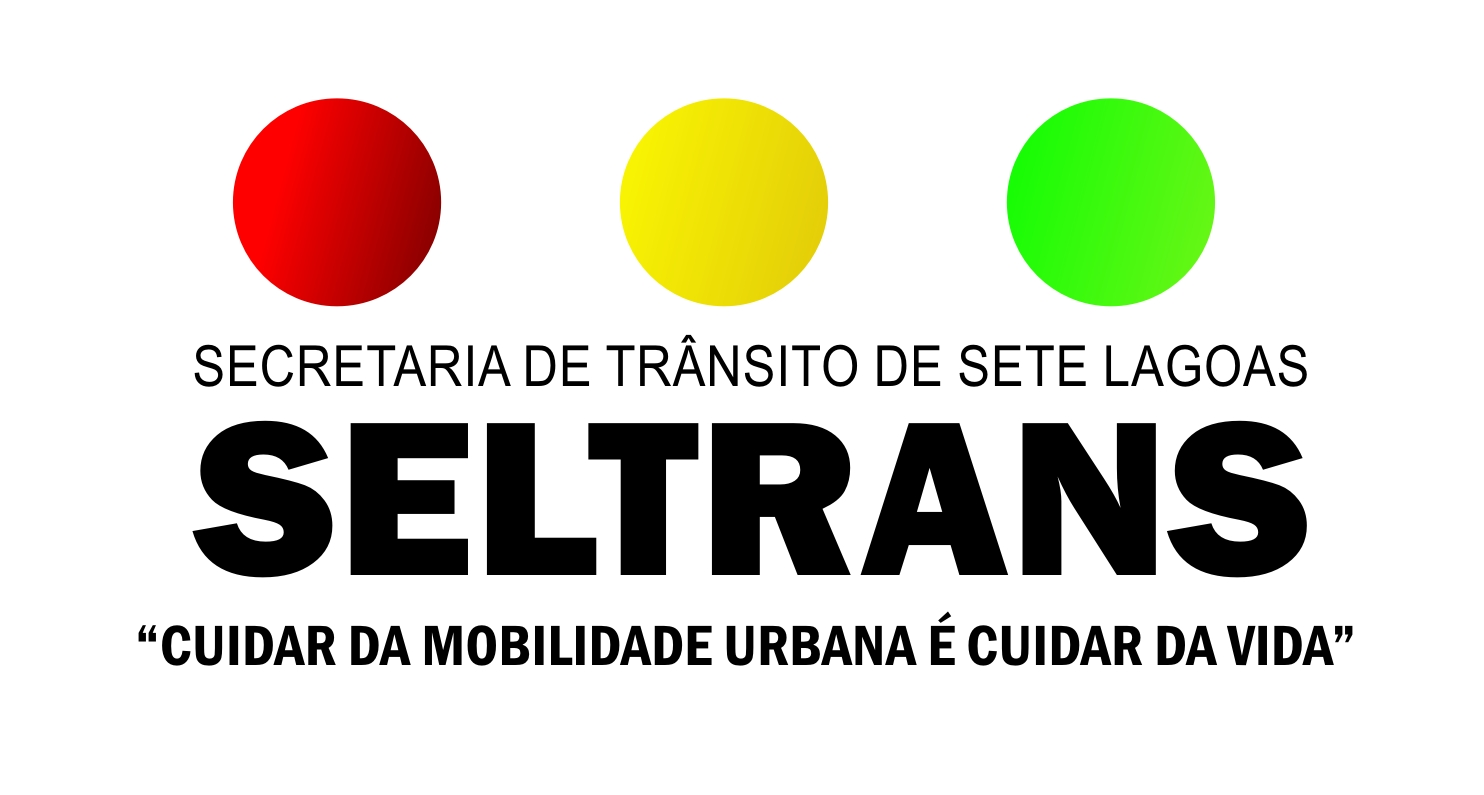 SECRETARIA DE TRÂNSITO DE SETE LAGOAS
SELTRANS
“CUIDAR DA MOBILIDADE URBANA É CUIDAR DA VIDA”